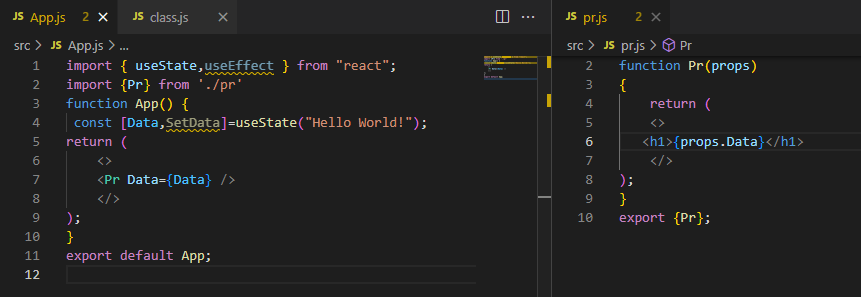 JS App.js 2 ×
JS class.js ×
...
src > JS App.js > ...
1 import { useState,useEffect } from "react";
2 import {Pr} from './pr'
3 function App() {
4 const [Data,SetData]=useState("Hello World!");
5 return (
6 <>
7 <Pr Data={Data} />
8 </>
9 );
10 }
11 export default App;
12
JS pr.js 2 ×
src > JS pr.js > Pr
2 function Pr(props)
3 {
4 return (
5 <>
6 <h1>{props.Data}</h1>
7 </>
8 );
9 }
10 export {Pr};